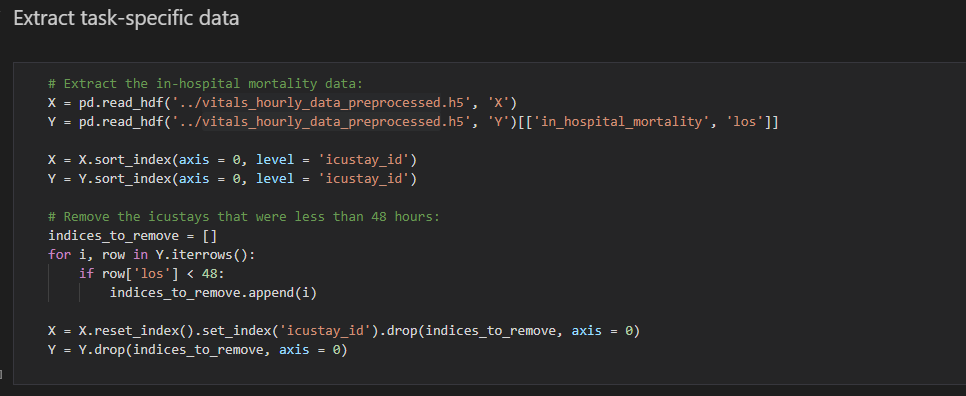 Extract task-specific data
# Extract the in-hospital mortality data:
X = pd.read_hdf('../vitals_hourly_data_preprocessed.h5', 'X')
Y = pd.read_hdf('../vitals_hourly_data_preprocessed.h5', 'Y')[['in_hospital_mortality', 'los']]
X = X.sort_index(axis = 0, level = 'icustay_id')
Y = Y.sort_index(axis = 0, level = 'icustay_id')
# Remove the icustays that were less than 48 hours:
indices_to_remove = []
for i, row in Y.iterrows():
    if row['los'] < 48:
        indices_to_remove.append(i)
X = X.reset_index().set_index('icustay_id').drop(indices_to_remove, axis = 0)
Y = Y.drop(indices_to_remove, axis = 0)